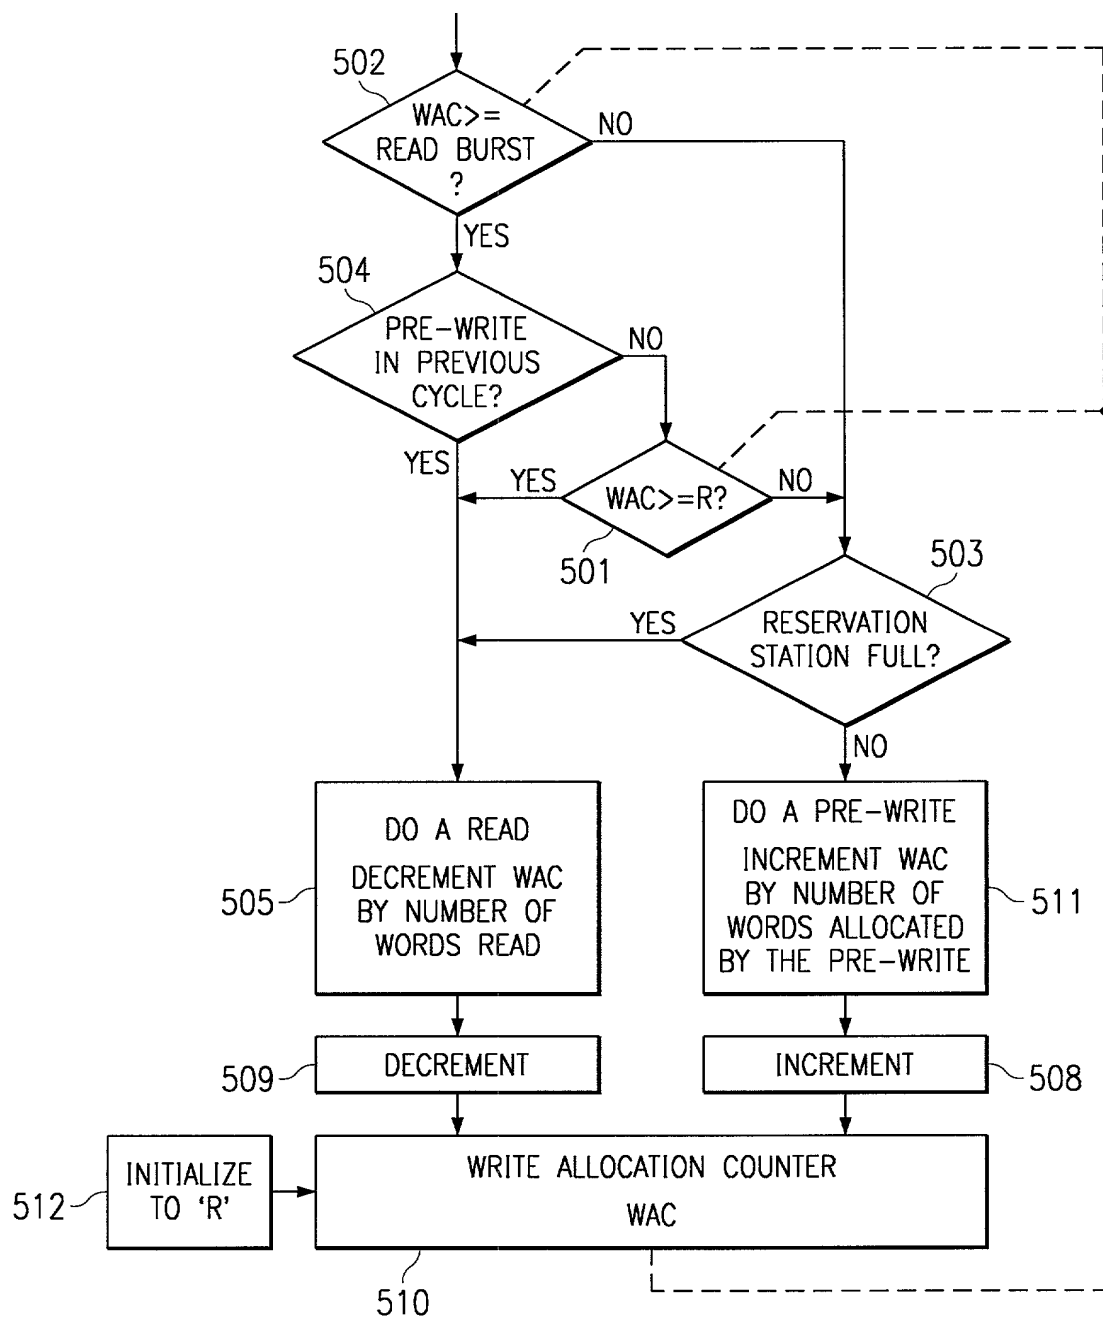 502
WAC>=
READ BURST
?
NO
YES
504
PRE-WRITE
IN PREVIOUS
CYCLE?
NO
YES
YES
WAC>=R?
NO
501
503
YES
RESERVATION
STATION FULL?
NO
DO A READ
DECREMENT WAC
BY NUMBER OF
WORDS READ
505
DO A PRE-WRITE
INCREMENT WAC
BY NUMBER OF
WORDS ALLOCATED
BY THE PRE-WRITE
511
DECREMENT
509
INCREMENT
508
INITIALIZE
TO 'R'
512
WRITE ALLOCATION COUNTER
WAC
510